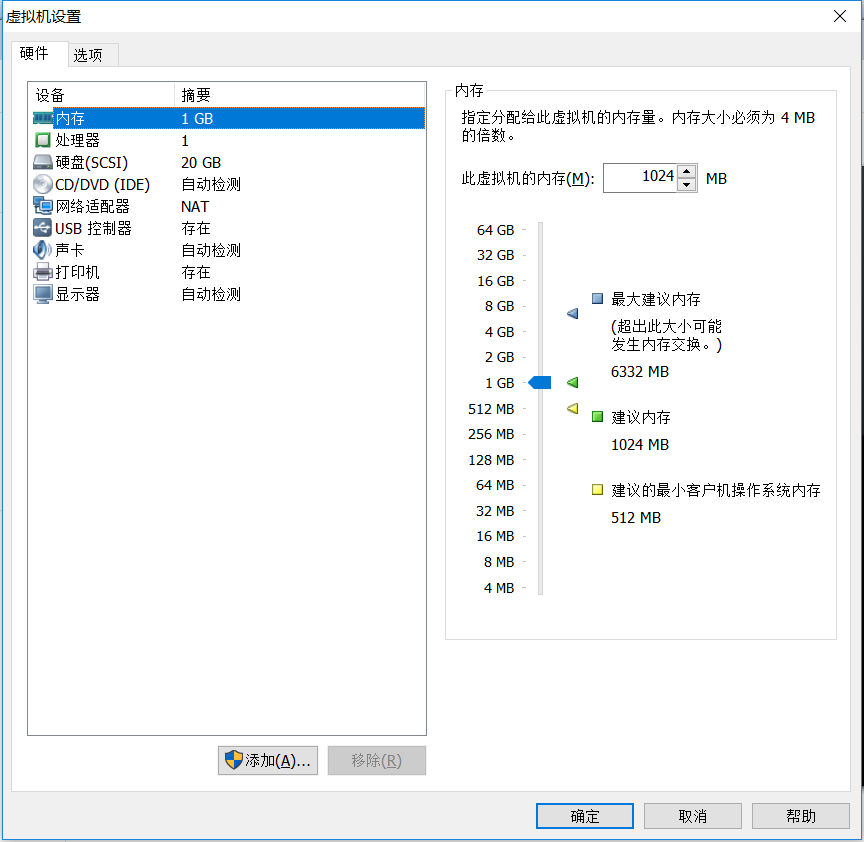 虚拟机设置
硬件 选项
设备 摘要
内存 1 GB
处理器 1
硬盘(SCSI) 20 GB
CD/DVD (IDE) 自动检测
网络适配器 NAT
USB 控制器 存在
声卡 自动检测
打印机 存在
显示器 自动检测
添加(A)... 移除(R)
内存
指定分配给此虚拟机的内存量。内存大小必须为 4 MB
的倍数。
此虚拟机的内存(M): 1024 MB
64 GB
32 GB
16 GB
8 GB
4 GB
2 GB
1 GB
512 MB
256 MB
128 MB
64 MB
32 MB
16 MB
8 MB
4 MB
最大建议内存
(超出此大小可能
发生内存交换。)
6332 MB
建议内存
1024 MB
建议的最小客户机操作系统内存
512 MB
确定 取消 帮助